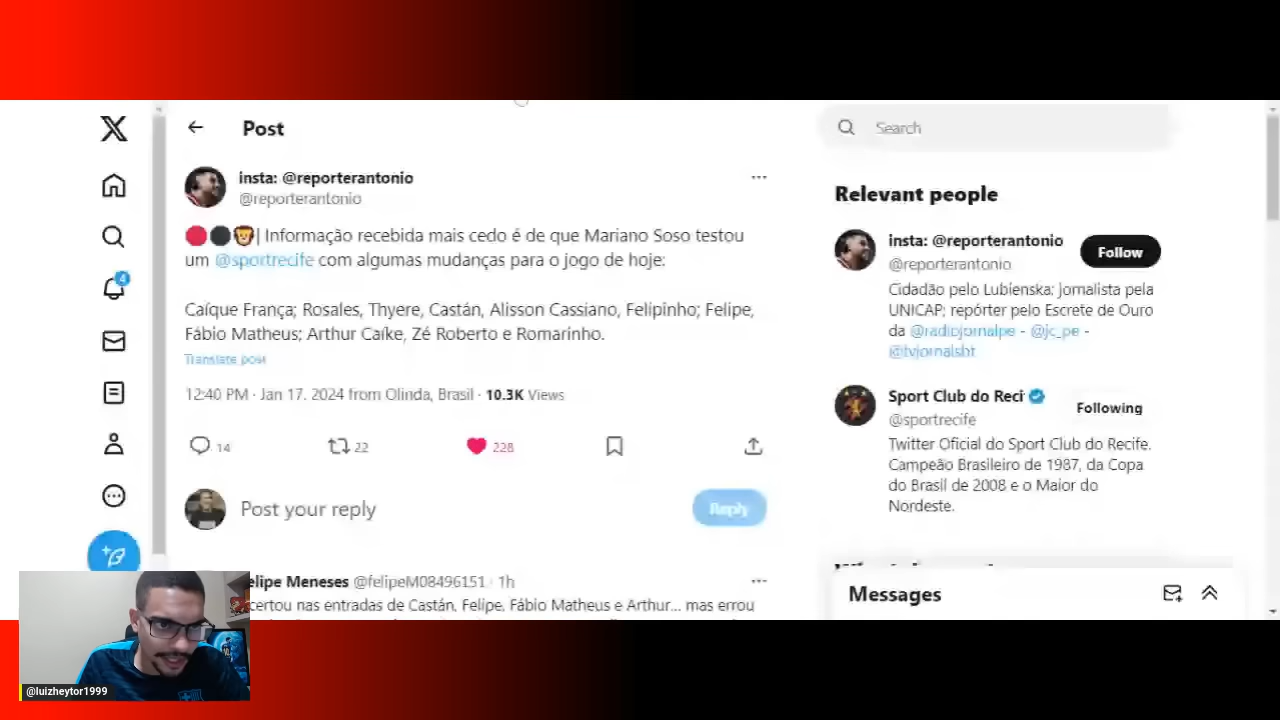 Post
Search
insta: @reporterantonio
@reporterantonio
| Informação recebida mais cedo é de que Mariano Soso testou
um @sportrecife com algumas mudanças para o jogo de hoje:
Caíque França; Rosales, Thyere, Castán, Alisson Cassiano, Felipinho; Felipe,
Fábio Matheus; Arthur Caíke, Zé Roberto e Romarinho.
Translate post
12:40 PM · Jan 17, 2024 from Olinda, Brasil · 10.3K Views
14
22
228
Post your reply
Reply
elipe Meneses @felipeM08496151 · 1h
certou nas entradas de Castán, Felipe, Fábio Matheus e Arthur... mas errou
Relevant people
insta: @reporterantonio
Follow
@reporterantonio
Cidadão pelo Lubienska; Jornalista pela
UNICAP; repórter pelo Escrete de Ouro
da @radiojornalpe - @jc_pe -
@tvjornalsbt
Sport Club do Reci
Following
@sportrecife
Twitter Oficial do Sport Club do Recife.
Campeão Brasileiro de 1987, da Copa
do Brasil de 2008 e o Maior do
Nordeste.
Messages
4
@luizheytor1999